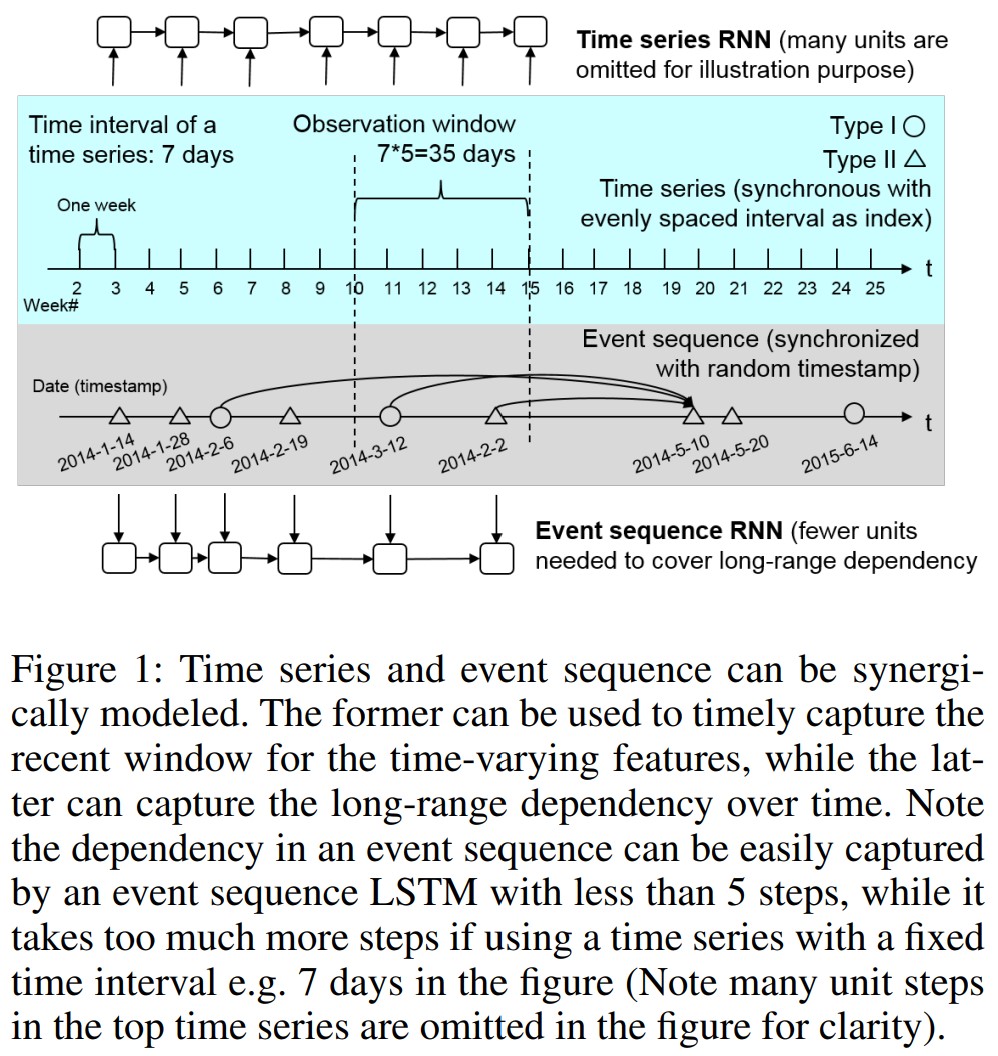 Time series RNN (many units are
omitted for illustration purpose)
Time interval of a
time series: 7 days
Observation window
7*5=35 days
Type I
Type II
Time series (synchronous with
evenly spaced interval as index)
One week
t
2 3 4 5 6 7 8 9 10 11 12 13 14 15 16 17 18 19 20 21 22 23 24 25
Week#
Event sequence (synchronized
with random timestamp)
Date (timestamp)
t
2014-1-14 2014-1-28 2014-2-6 2014-2-19 2014-3-12 2014-2-2 2014-5-10 2014-5-20 2015-6-14
Event sequence RNN (fewer units
needed to cover long-range dependency
Figure 1: Time series and event sequence can be synergi-
cally modeled. The former can be used to timely capture the
recent window for the time-varying features, while the lat-
ter can capture the long-range dependency over time. Note
the dependency in an event sequence can be easily captured
by an event sequence LSTM with less than 5 steps, while it
takes too much more steps if using a time series with a fixed
time interval e.g. 7 days in the figure (Note many unit steps
in the top time series are omitted in the figure for clarity).